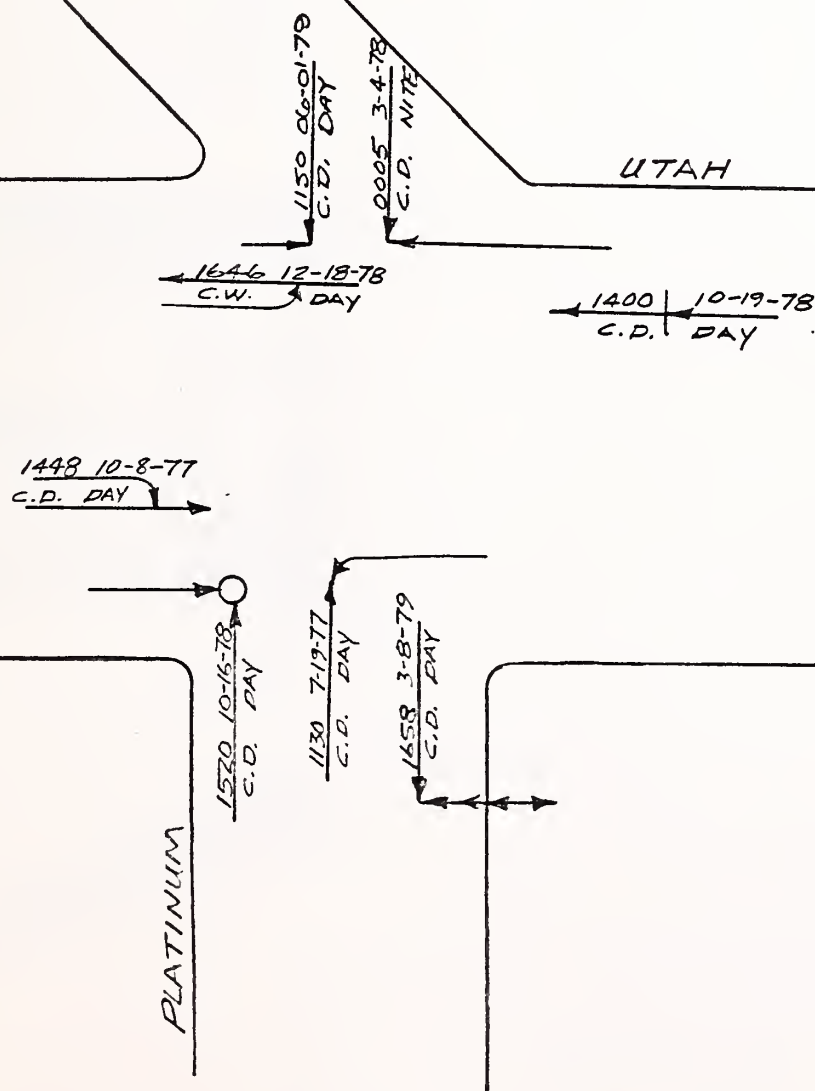 1150 06-01-78
C.D. DAY
0005 3-4-78
C.D. NITE
UTAH
1646 12-18-78
C.W. DAY
1400 10-19-78
C.D. DAY
1448 10-8-77
C.D. DAY
1520 10-16-78
C.D. DAY
1130 7-19-77
C.D. DAY
1658 3-8-79
C.D. DAY
PLATINUM